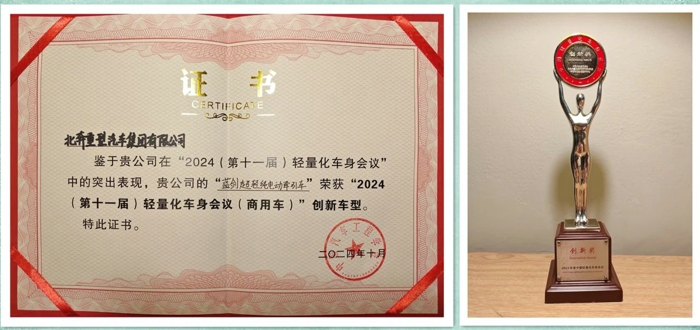 证书
CERTIFICATE
北奔重型汽车集团有限公司
鉴于贵公司在“2024(第十一届)轻量化车身会议”
中的突出表现，贵公司的“蓝剑超轻纯电动牵引车”荣获“2024
(第十一届)轻量化车身会议(商用车)”创新车型。
特此证书。
二〇二四年十月
创新奖
创新奖